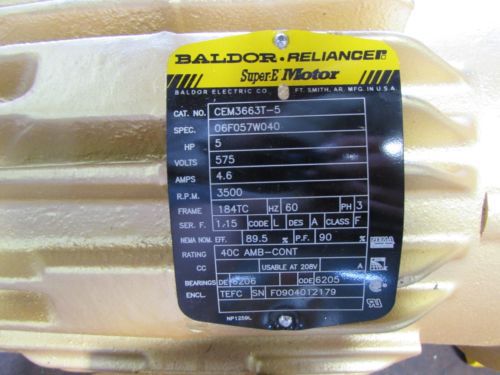 BALDOR • RELIANCER
Super-E Motor
BALDOR ELECTRIC CO. FT. SMITH, AR. MFG. IN U.S.A.
CAT. NO. CEM3663T-5
SPEC. 06F057W040
HP 5
VOLTS 575
AMPS 4.6
R.P.M. 3500
FRAME 184TC HZ 60 PH 3
SER. F. 1.15 CODE L DES A CLASS F
NEMA NOM. EFF. 89.5 % P.F. 90 %
RATING 40C AMB-CONT
CC USABLE AT 208V A
BEARINGS DE 6206 ODE 6205
ENCL. TEFC SN F0904012179
NP1259L